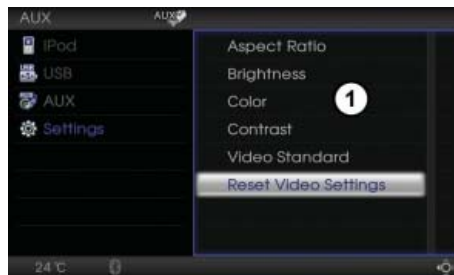 AUX AUX
iPod
USB
AUX
Settings
Aspect Ratio
Brightness
Color
Contrast
Video Standard
Reset Video Settings
1
24°C